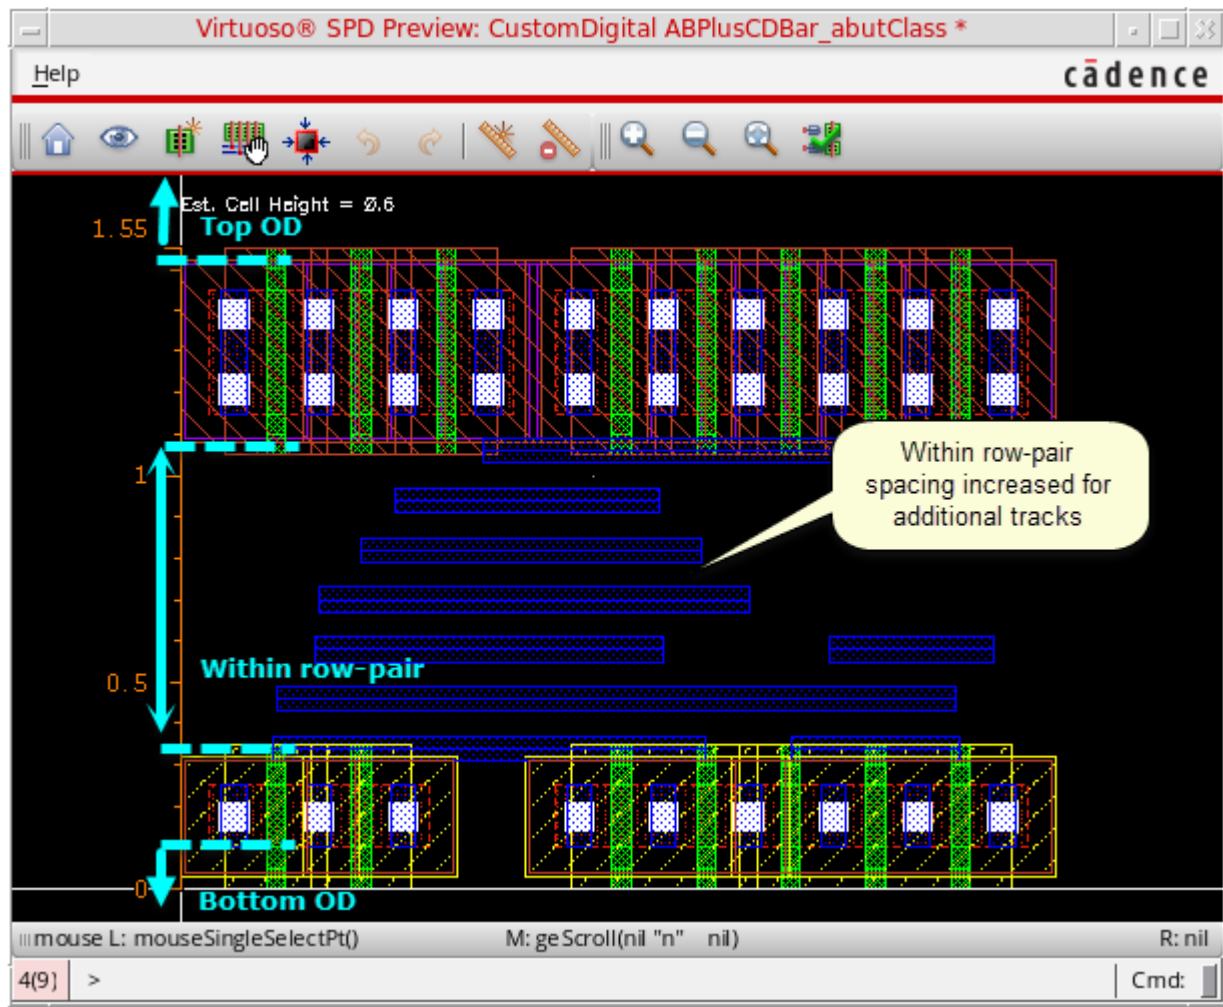 Virtuoso® SPD Preview: CustomDigital ABPlusCDBar_abutClass *
Help
cādence
Est. Cell Height = 0.6
1.55
Top OD
Within row-pair
spacing increased for
additional tracks
1
Within row-pair
0.5
0
Bottom OD
mouse L: mouseSingleSelectPt()    M: geScroll(nil "n"   nil)    R: nil
4(9)   >   Cmd: